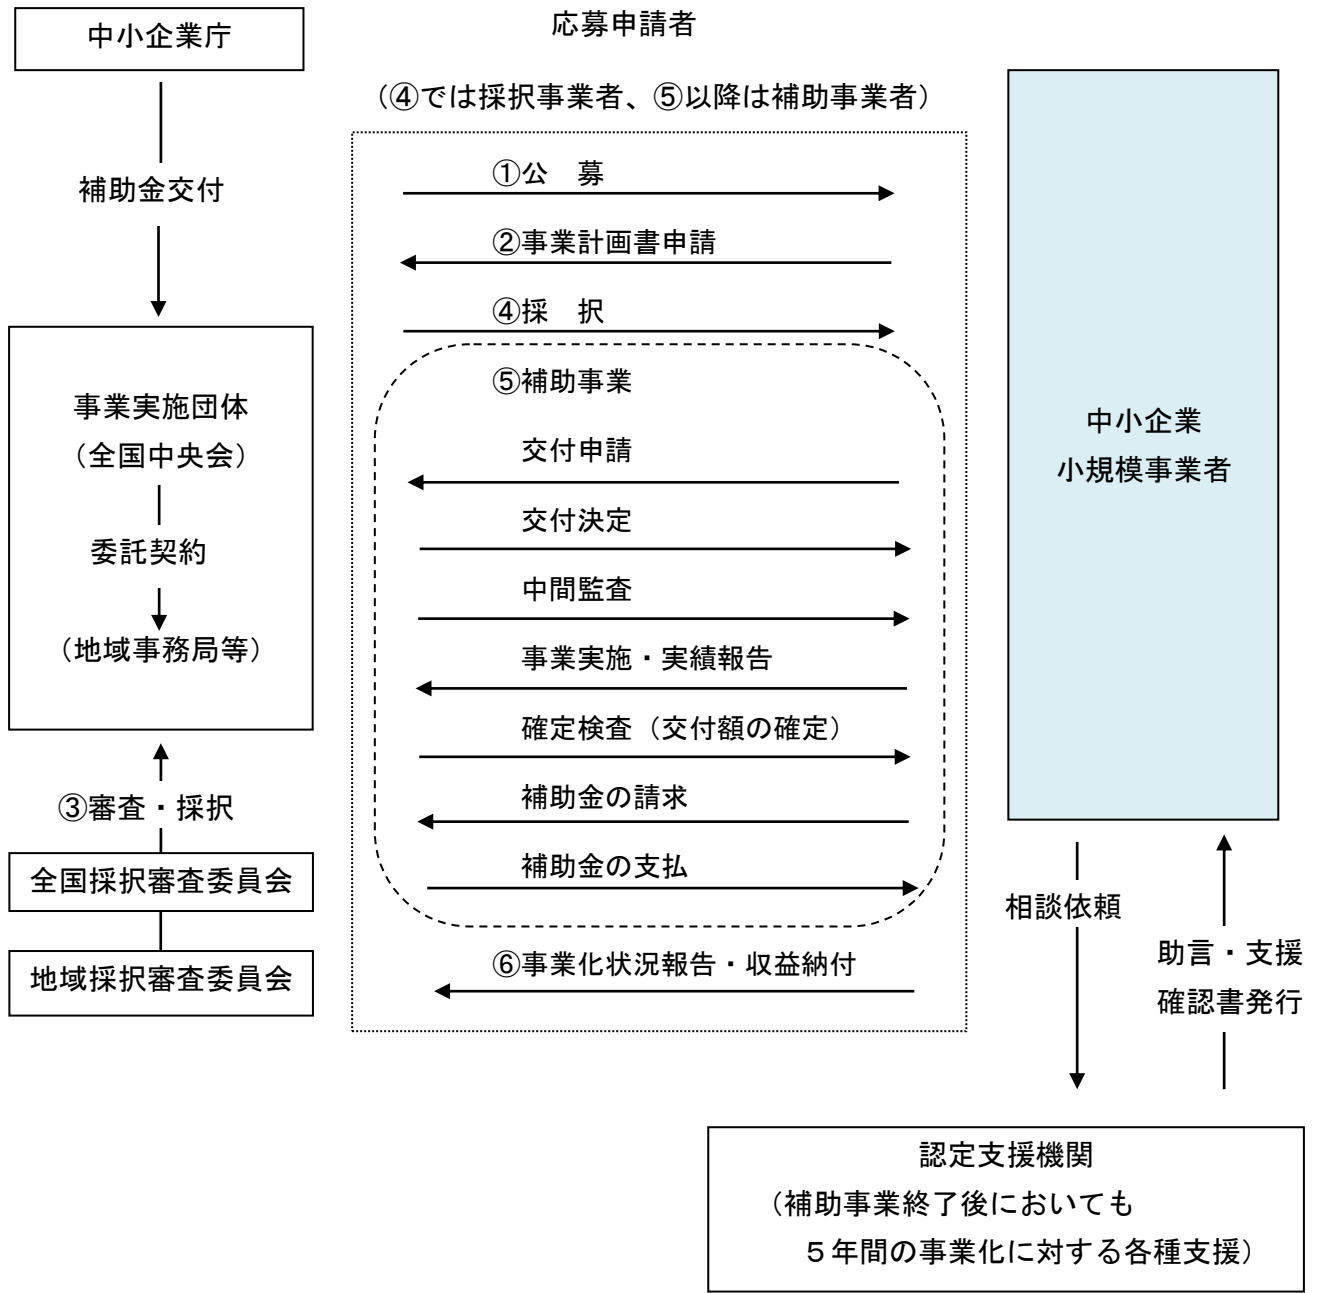 中小企業庁
補助金交付
事業実施団体
（全国中央会）
委託契約
（地域事務局等）
③審査・採択
全国採択審査委員会
地域採択審査委員会
応募申請者
（④では採択事業者、⑤以降は補助事業者）
①公　募
②事業計画書申請
④採　択
⑤補助事業
交付申請
交付決定
中間監査
事業実施・実績報告
確定検査（交付額の確定）
補助金の請求
補助金の支払
⑥事業化状況報告・収益納付
中小企業
小規模事業者
相談依頼
助言・支援
確認書発行
認定支援機関
（補助事業終了後においても
５年間の事業化に対する各種支援）